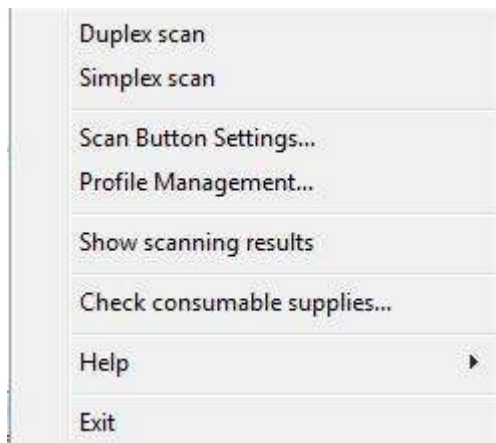 Duplex scan
Simplex scan
Scan Button Settings...
Profile Management...
Show scanning results
Check consumable supplies...
Help
Exit